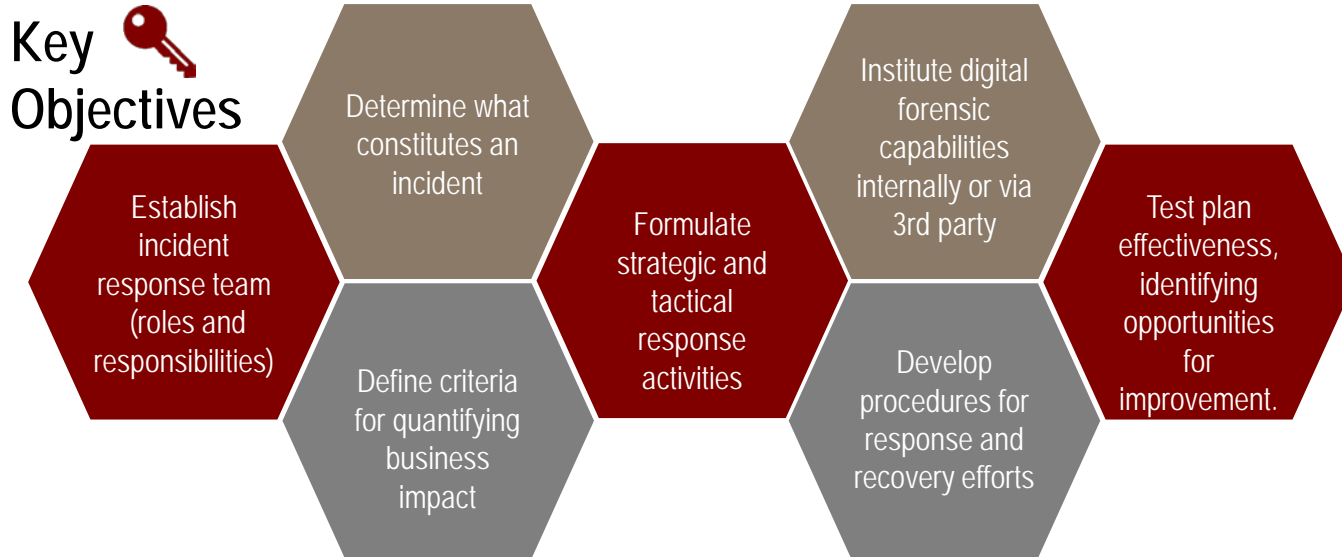 Key
Objectives
Establish
incident
response team
(roles and
responsibilities)
Determine what
constitutes an
incident
Define criteria
for quantifying
business
impact
Formulate
strategic and
tactical
response
activities
Institute digital
forensic
capabilities
internally or via
3rd party
Develop
procedures for
response and
recovery efforts
Test plan
effectiveness,
identifying
opportunities
for
improvement.